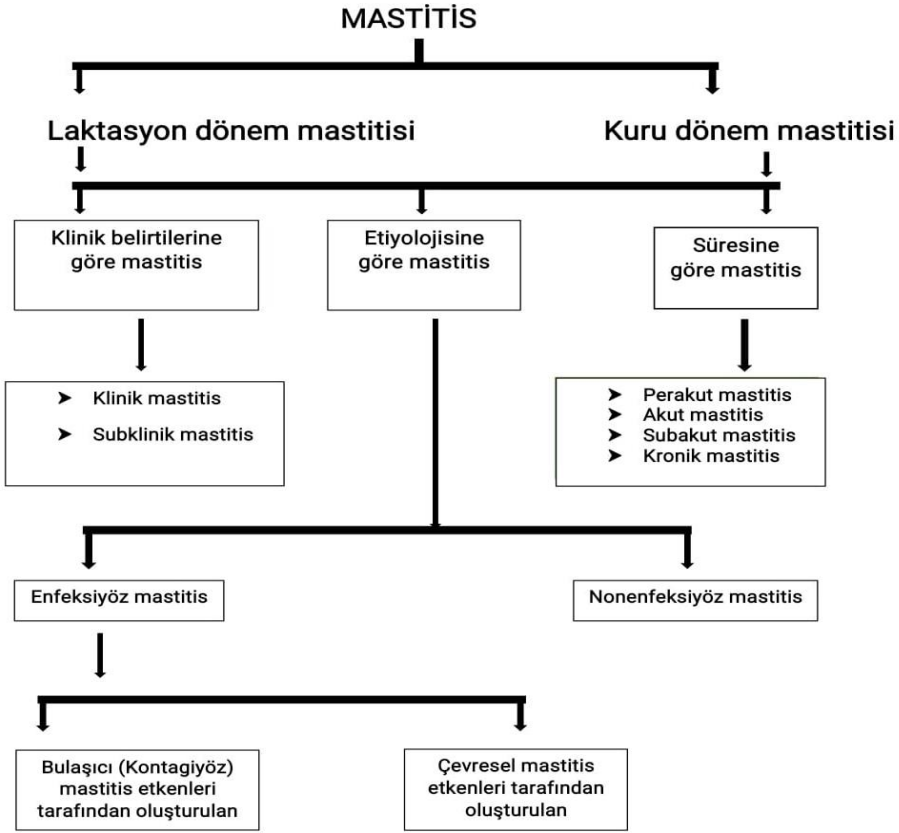 MASTİTİS
Laktasyon dönem mastitisi
Kuru dönem mastitisi
Klinik belirtilerine
göre mastitis
Etiyolojisine
göre mastitis
Süresine
göre mastitis
➤ Klinik mastitis
➤ Subklinik mastitis
➤ Perakut mastitis
➤ Akut mastitis
➤ Subakut mastitis
➤ Kronik mastitis
Enfeksiyöz mastitis
Nonenfeksiyöz mastitis
Bulaşıcı (Kontagiyöz)
mastitis etkenleri
tarafından oluşturulan
Çevresel mastitis
etkenleri tarafından
oluşturulan